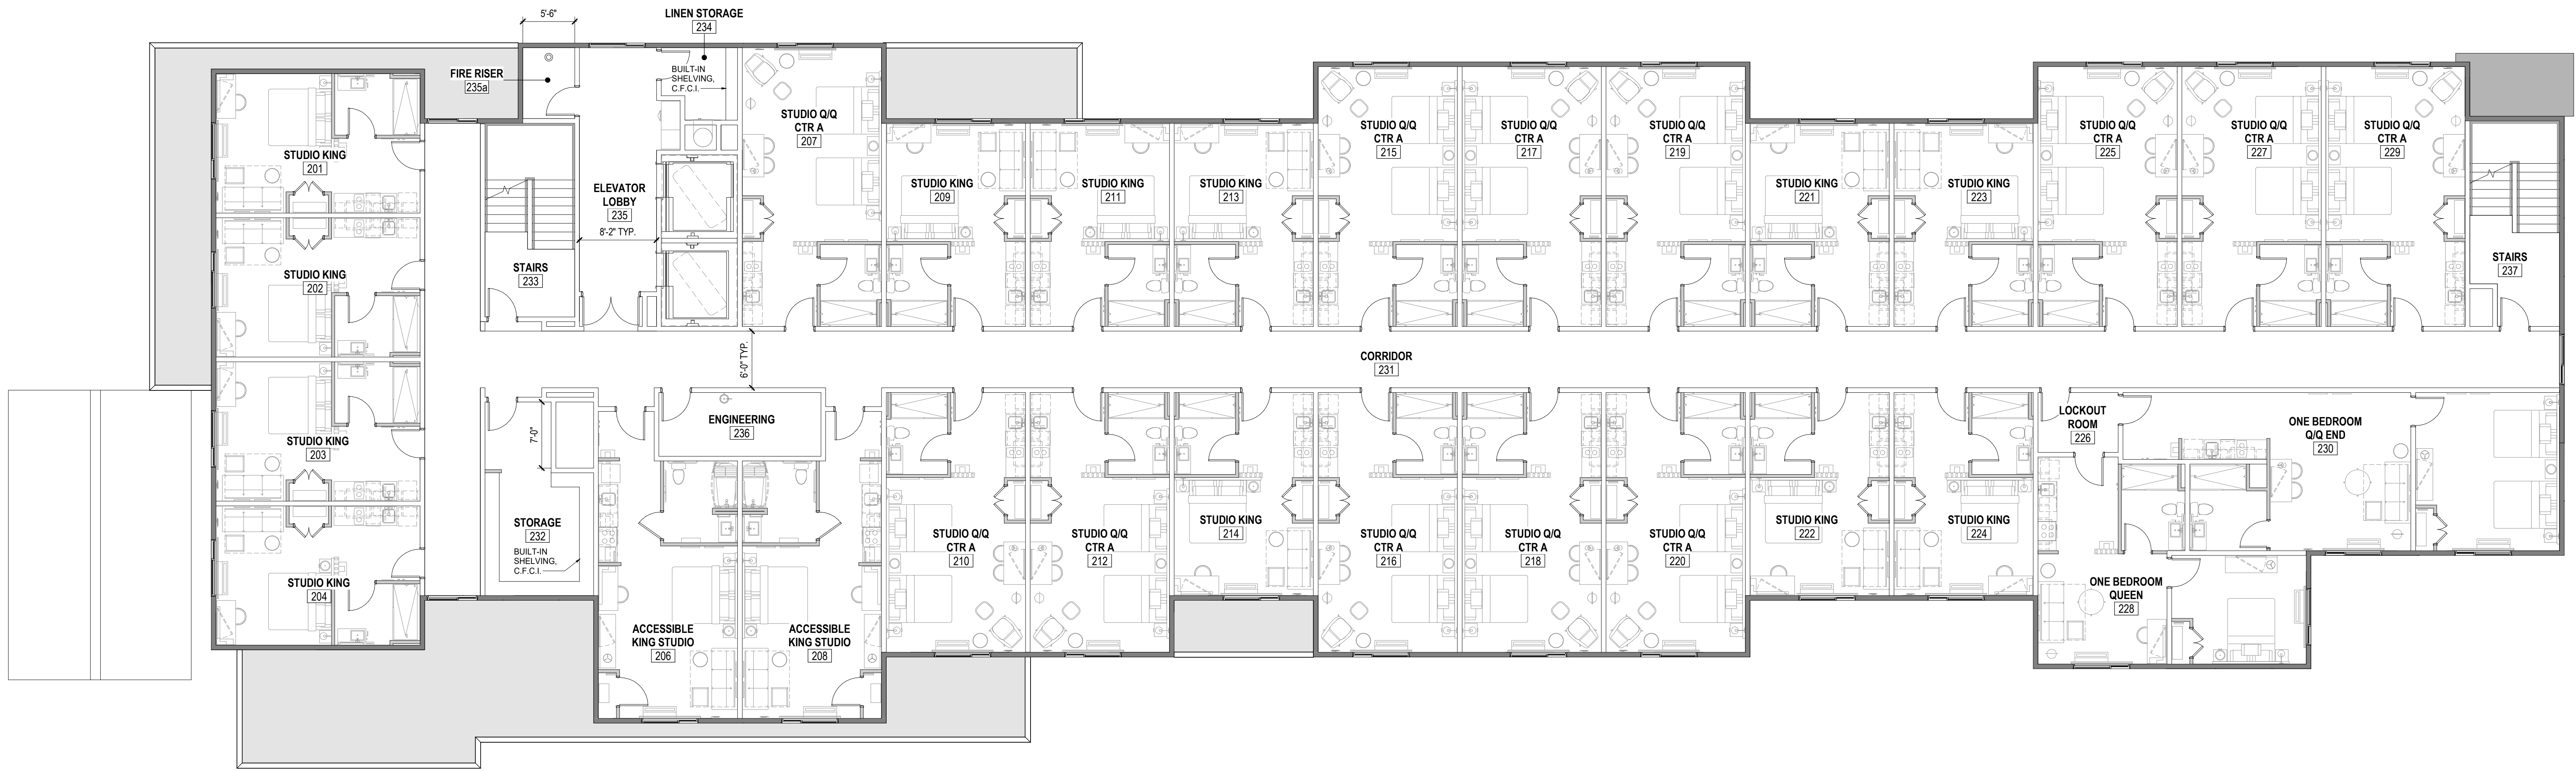 5'-6"
LINEN STORAGE
234
FIRE RISER
235a
BUILT-IN
SHELVING,
C.F.C.I.
STUDIO KING
201
STUDIO KING
202
STUDIO KING
203
STUDIO KING
204
ELEVATOR
LOBBY
235
8'-2" TYP.
STAIRS
233
STUDIO Q/Q
CTR A
207
STUDIO KING
209
STUDIO KING
211
STUDIO KING
213
STUDIO Q/Q
CTR A
215
STUDIO Q/Q
CTR A
217
STUDIO Q/Q
CTR A
219
STUDIO KING
221
STUDIO KING
223
STUDIO Q/Q
CTR A
225
STUDIO Q/Q
CTR A
227
STUDIO Q/Q
CTR A
229
STAIRS
237
6'-0" TYP.
CORRIDOR
231
7'-0"
STORAGE
232
BUILT-IN
SHELVING,
C.F.C.I.
ENGINEERING
236
ACCESSIBLE
KING STUDIO
206
ACCESSIBLE
KING STUDIO
208
STUDIO Q/Q
CTR A
210
STUDIO Q/Q
CTR A
212
STUDIO KING
214
STUDIO Q/Q
CTR A
216
STUDIO Q/Q
CTR A
218
STUDIO Q/Q
CTR A
220
STUDIO KING
222
STUDIO KING
224
LOCKOUT
ROOM
226
ONE BEDROOM
QUEEN
228
ONE BEDROOM
Q/Q END
230